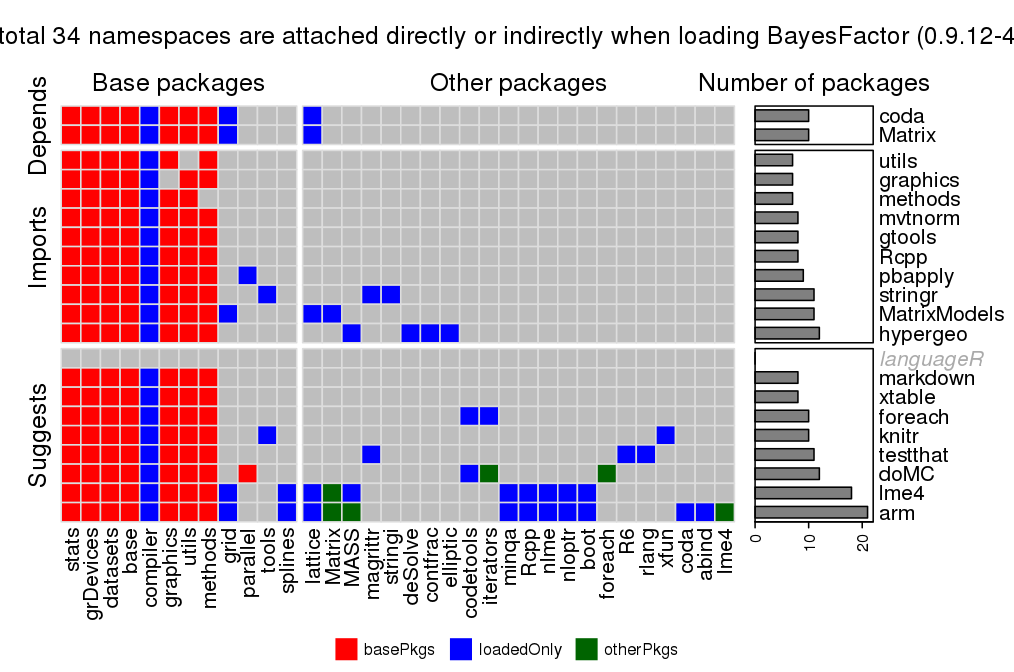 total 34 namespaces are attached directly or indirectly when loading BayesFactor (0.9.12-4
Base packages
Other packages
Number of packages
Depends
Imports
Suggests
coda
Matrix
utils
graphics
methods
mvtnorm
gtools
Rcpp
pbapply
stringr
MatrixModels
hypergeo
languageR
markdown
xtable
foreach
knitr
testthat
doMC
lme4
arm
0
10
20
stats
grDevices
datasets
base
compiler
graphics
utils
methods
grid
parallel
tools
splines
lattice
Matrix
MASS
magrittr
stringi
deSolve
contfrac
elliptic
codetools
iterators
minqa
Rcpp
nlme
nloptr
boot
foreach
R6
rlang
xfun
coda
abind
lme4
basePkgs
loadedOnly
otherPkgs